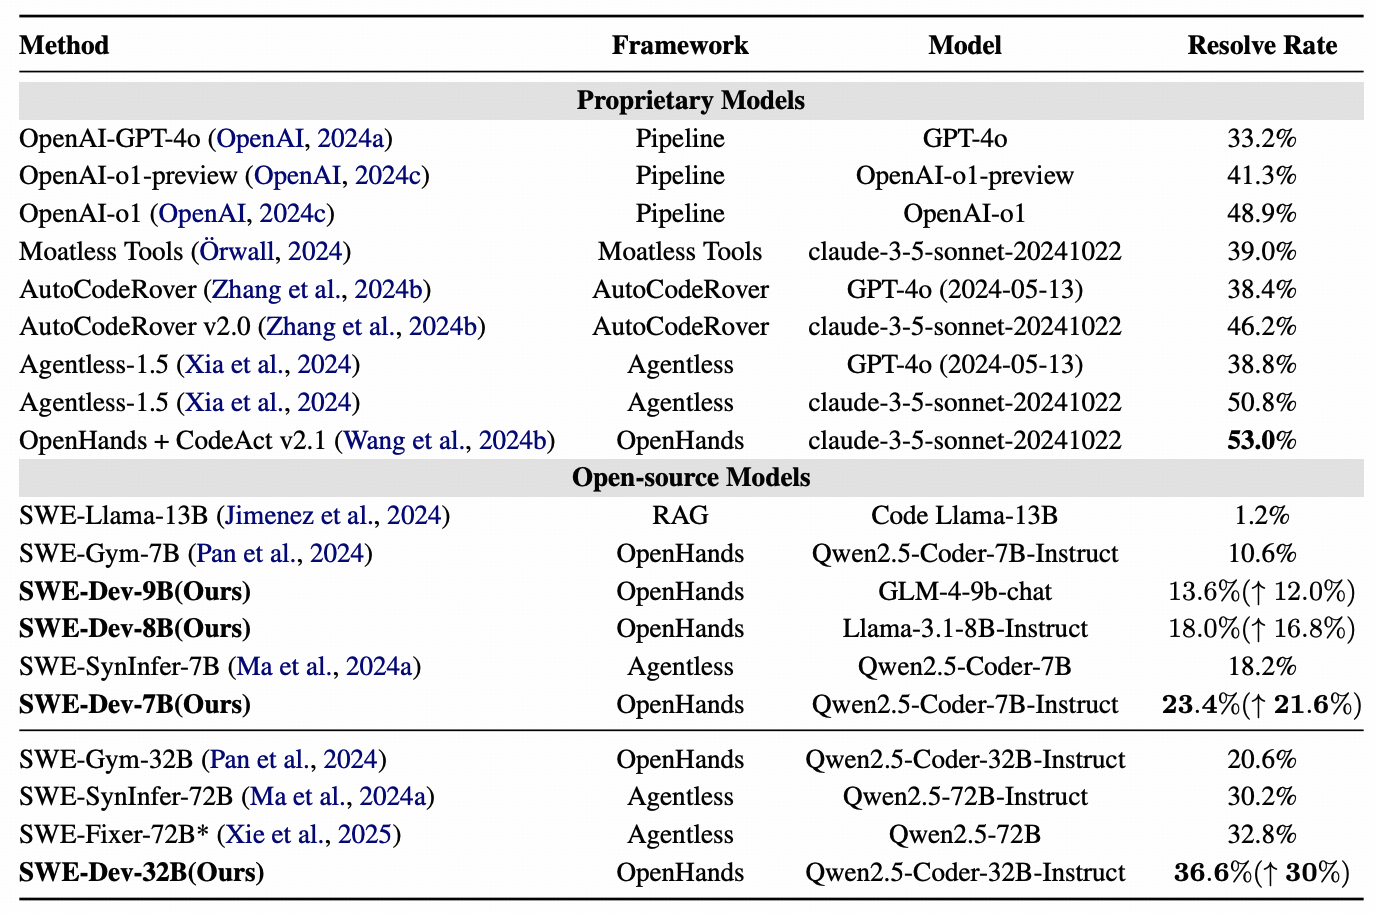 Method Framework Model Resolve Rate
Proprietary Models
OpenAI-GPT-4o (OpenAI, 2024a) Pipeline GPT-4o 33.2%
OpenAI-o1-preview (OpenAI, 2024c) Pipeline OpenAI-o1-preview 41.3%
OpenAI-o1 (OpenAI, 2024c) Pipeline OpenAI-o1 48.9%
Moatless Tools (Örwall, 2024) Moatless Tools claude-3-5-sonnet-20241022 39.0%
AutoCodeRover (Zhang et al., 2024b) AutoCodeRover GPT-4o (2024-05-13) 38.4%
AutoCodeRover v2.0 (Zhang et al., 2024b) AutoCodeRover claude-3-5-sonnet-20241022 46.2%
Agentless-1.5 (Xia et al., 2024) Agentless GPT-4o (2024-05-13) 38.8%
Agentless-1.5 (Xia et al., 2024) Agentless claude-3-5-sonnet-20241022 50.8%
OpenHands + CodeAct v2.1 (Wang et al., 2024b) OpenHands claude-3-5-sonnet-20241022 53.0%
Open-source Models
SWE-Llama-13B (Jimenez et al., 2024) RAG Code Llama-13B 1.2%
SWE-Gym-7B (Pan et al., 2024) OpenHands Qwen2.5-Coder-7B-Instruct 10.6%
SWE-Dev-9B(Ours) OpenHands GLM-4-9b-chat 13.6%(↑ 12.0%)
SWE-Dev-8B(Ours) OpenHands Llama-3.1-8B-Instruct 18.0%(↑ 16.8%)
SWE-SynInfer-7B (Ma et al., 2024a) Agentless Qwen2.5-Coder-7B 18.2%
SWE-Dev-7B(Ours) OpenHands Qwen2.5-Coder-7B-Instruct 23.4%(↑ 21.6%)
SWE-Gym-32B (Pan et al., 2024) OpenHands Qwen2.5-Coder-32B-Instruct 20.6%
SWE-SynInfer-72B (Ma et al., 2024a) Agentless Qwen2.5-72B-Instruct 30.2%
SWE-Fixer-72B* (Xie et al., 2025) Agentless Qwen2.5-72B 32.8%
SWE-Dev-32B(Ours) OpenHands Qwen2.5-Coder-32B-Instruct 36.6%(↑ 30%)